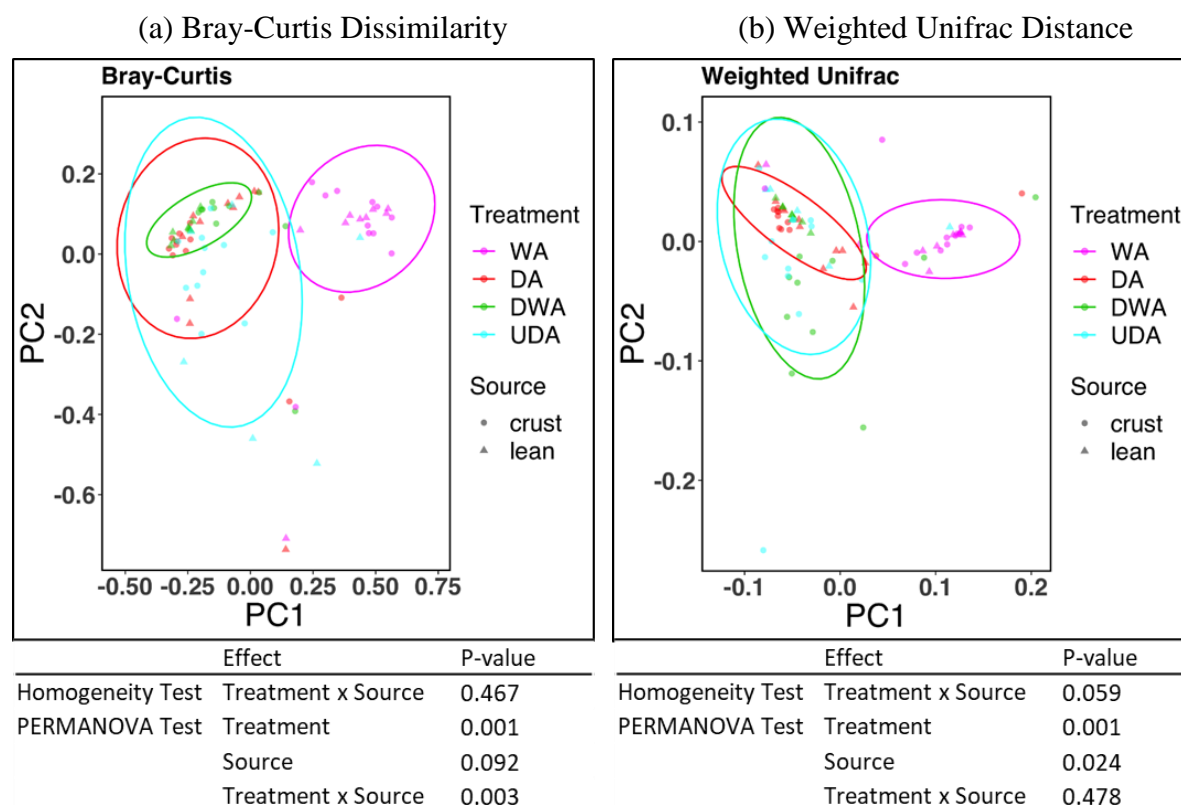 (a) Bray-Curtis Dissimilarity
Bray-Curtis
PC2
0.2
0.0
-0.2
-0.4
-0.6
-0.50 -0.25 0.00 0.25 0.50 0.75
PC1
Treatment
WA
DA
DWA
UDA
Source
crust
lean
Effect P-value
Homogeneity Test Treatment x Source 0.467
PERMANOVA Test Treatment 0.001
Source 0.092
Treatment x Source 0.003
(b) Weighted Unifrac Distance
Weighted Unifrac
PC2
0.1
0.0
-0.1
-0.2
-0.1 0.0 0.1 0.2
PC1
Treatment
WA
DA
DWA
UDA
Source
crust
lean
Effect P-value
Homogeneity Test Treatment x Source 0.059
PERMANOVA Test Treatment 0.001
Source 0.024
Treatment x Source 0.478